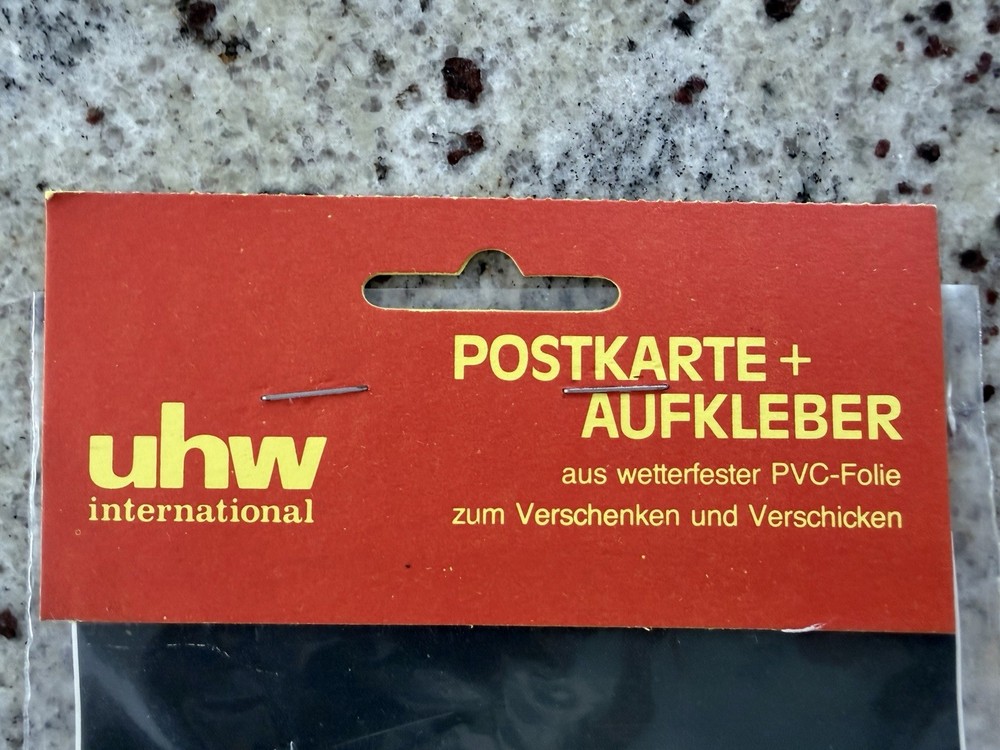 uhw
international
POSTKARTE +
AUFKLEBER
aus wetterfester PVC-Folie
zum Verschenken und Verschicken